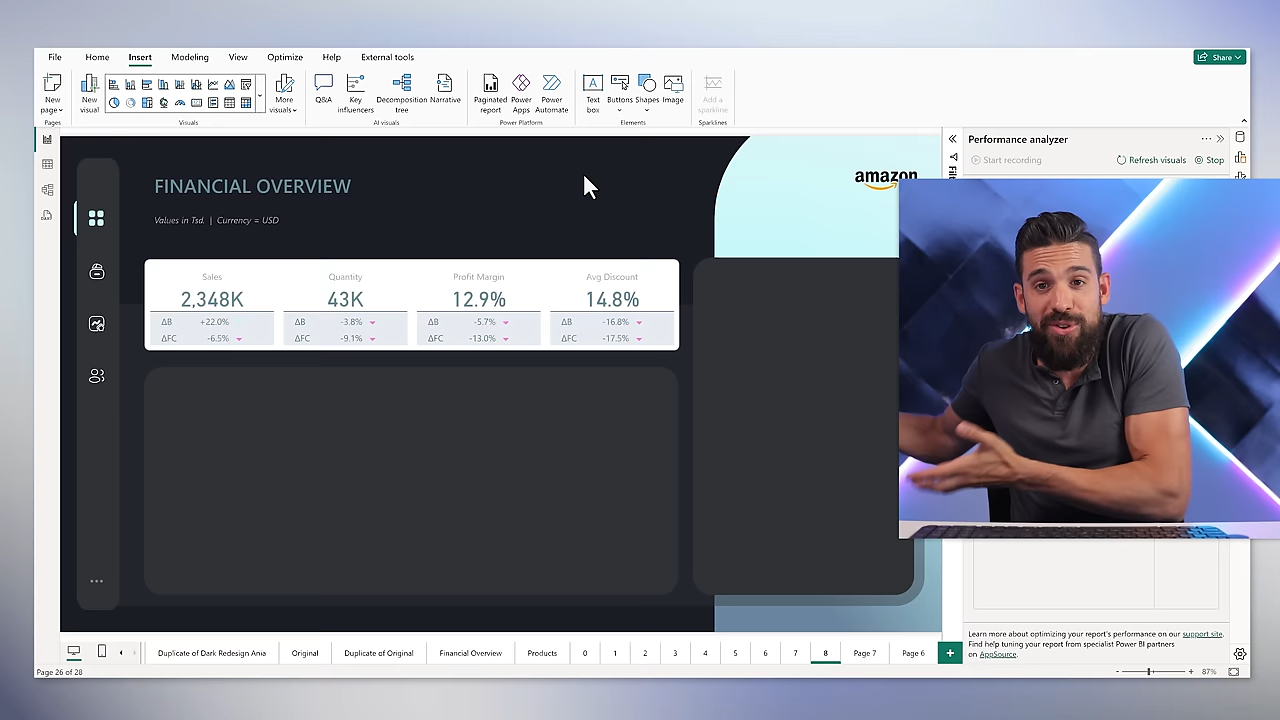 File Home Insert Modeling View Optimize Help External tools
Share
New page
New visual
More visuals
Q&A
Key influencers
Decomposition tree
Narrative
Paginated report
Power Apps
Power Automate
Text box
Buttons
Shapes
Image
Add a sparkline
Pages
Visuals
AI visuals
Power Platform
Elements
Sparklines
Performance analyzer
Start recording
Refresh visuals
Stop
FINANCIAL OVERVIEW
Values in Tsd. | Currency = USD
amazon
Sales Quantity Profit Margin Avg Discount
2,348K 43K 12.9% 14.8%
ΔB +22.0% ΔB -3.8% ΔB -5.7% ΔB -16.8%
ΔFC -6.5% ΔFC -9.1% ΔFC -13.0% ΔFC -17.5%
Learn more about optimizing your report's performance on our support site.
Find help tuning your report from specialist Power BI partners
on AppSource.
Duplicate of Dark Redesign Ana Original Duplicate of Original Financial Overview Products 0 1 2 3 4 5 6 7 8 Page 7 Page 6
Page 26 of 28
87%